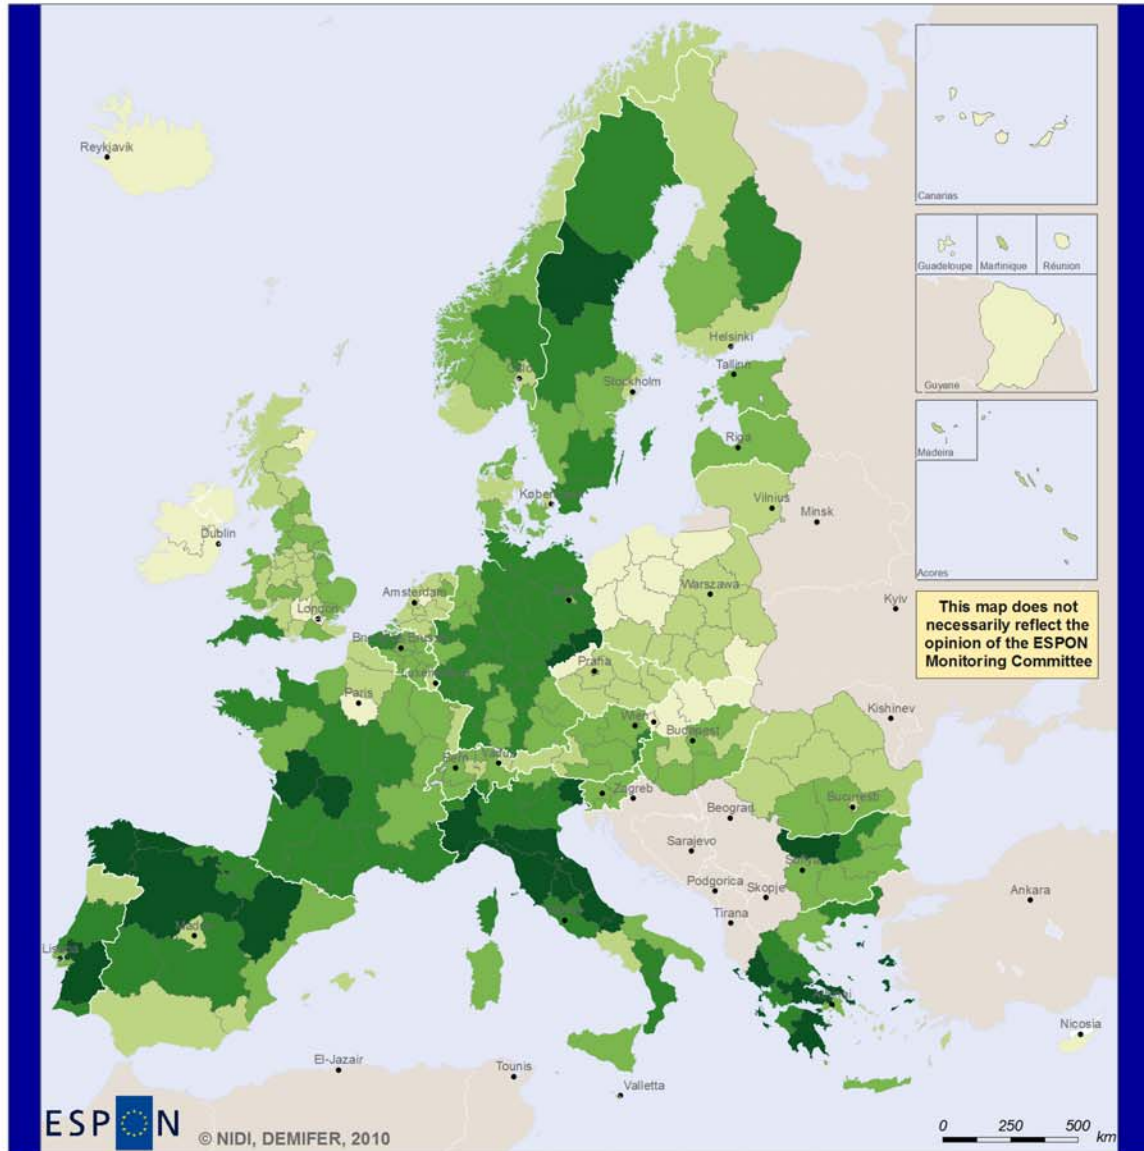 Reykjavik
Canarias
Guadeloupe
Martinique
Réunion
Helsinki
Tallinn
Guyane
Oslo
Stockholm
Riga
Madeira
København
Vilnius
Minsk
Dublin
Acores
Amsterdam
Warszawa
Kyiv
London
This map does not
necessarily reflect the
opinion of the ESPON
Monitoring Committee
Praha
Paris
Kishinev
Wien
Budapest
Bern
Vaduz
Zagreb
Bucuresti
Beograd
Sarajevo
Sofiya
Podgorica
Skopje
Ankara
Tirana
Madrid
Lisboa
Nicosia
El-Jazair
Tounis
Valletta
ESPON
© NIDI, DEMIFER, 2010
0 250 500
km